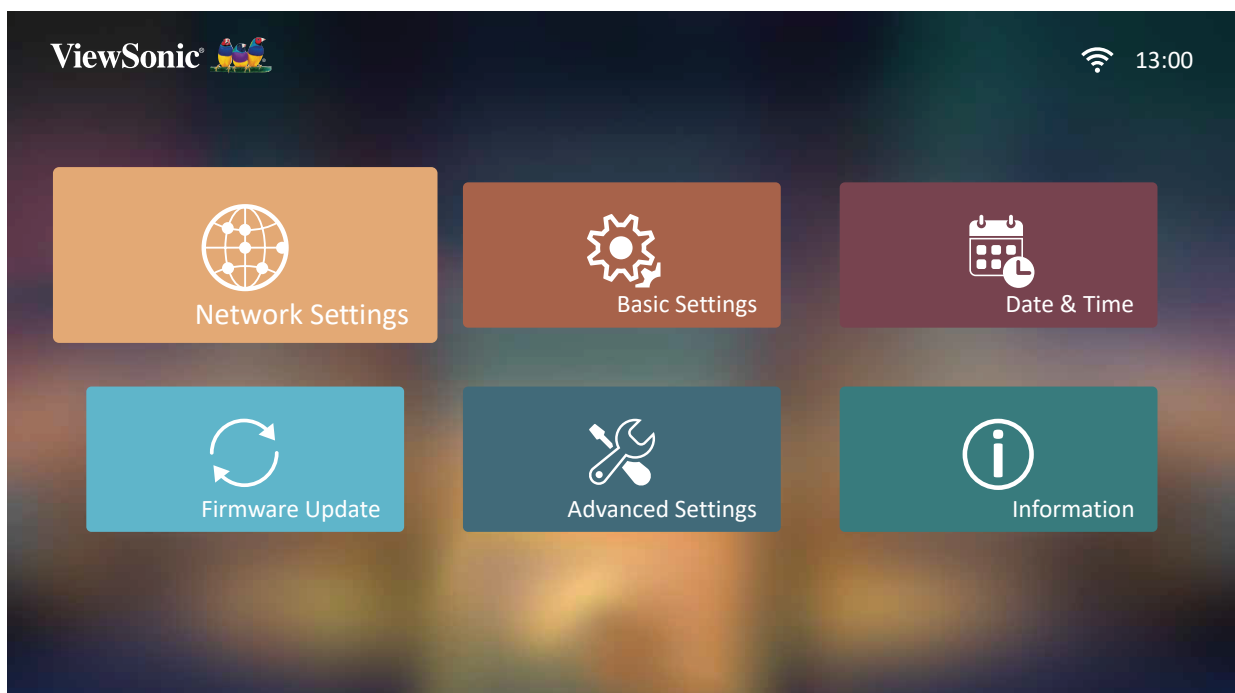 ViewSonic®
13:00
Network Settings
Basic Settings
Date & Time
Firmware Update
Advanced Settings
Information